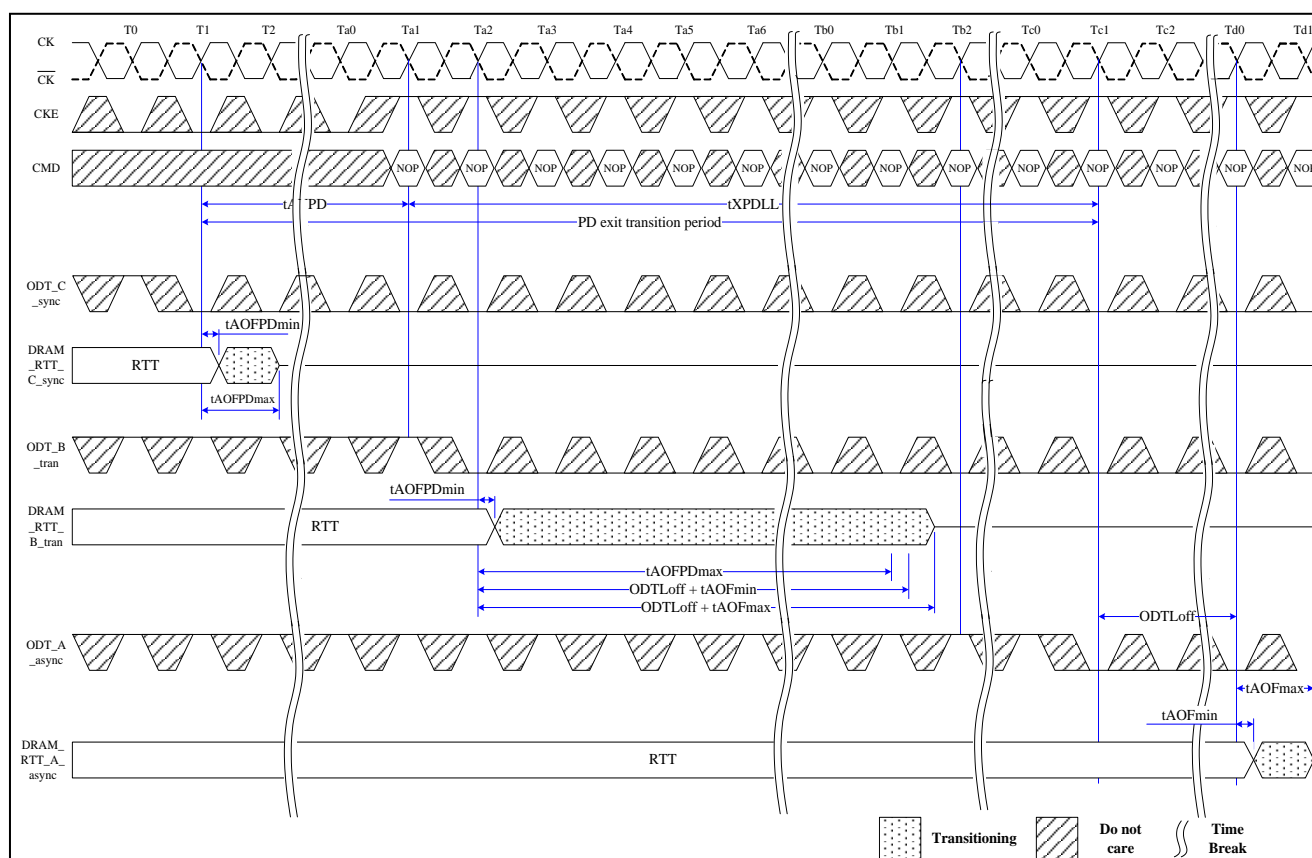 T0 T1 T2 Ta0 Ta1 Ta2 Ta3 Ta4 Ta5 Ta6 Tb0 Tb1 Tb2 Tc0 Tc1 Tc2 Td0 Td1
CK
CK
CKE
CMD
NOP NOP NOP NOP NOP NOP NOP NOP NOP NOP NOP NOP NOP NOP
tXPDLL
PD exit transition period
ODT_C
_sync
tAOFPDmin
DRAM
_RTT_
C_sync
RTT
tAOFPDmax
ODT_B
_tran
tAOFPDmin
DRAM
_RTT_
B_tran
RTT
tAOFPDmax
ODTLoff + tAOFmin
ODTLoff + tAOFmax
ODTLoff
ODT_A
_async
tAOFmax
tAOFmin
DRAM_
RTT_A_
async
RTT
Transitioning
Do not
care
Time
Break